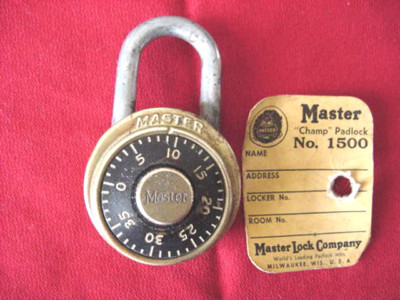 MASTER
0
5
10
15
20
25
30
35
Master
Master
"Champ" Padlock
No. 1500
NAME
ADDRESS
LOCKER No.
ROOM No.
Master Lock Company
World's Leading Padlock Mfrs.
MILWAUKEE, WIS., U. S. A.